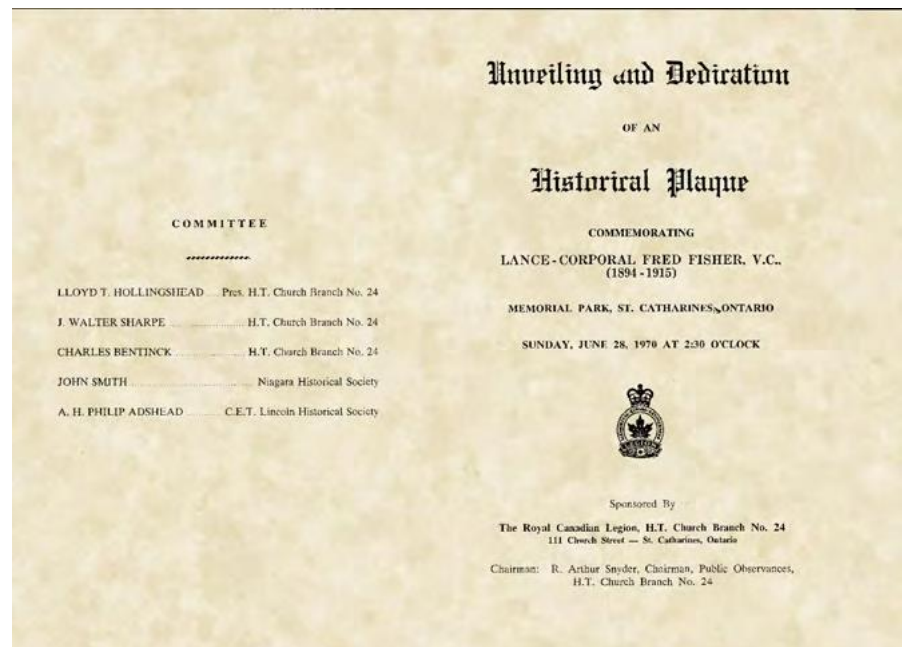 COMMITTEE
LLOYD T. HOLLINGSHEAD .... Pres. H.T. Church Branch No. 24
J. WALTER SHARPE .................... H.T. Church Branch No. 24
CHARLES BENTINCK .................. H.T. Church Branch No. 24
JOHN SMITH ................................ Niagara Historical Society
A. H. PHILIP ADSHEAD .......... C.E.T. Lincoln Historical Society
Unveiling and Dedication
OF AN
Historical Plaque
COMMEMORATING
LANCE-CORPORAL FRED FISHER, V.C.,
(1894-1915)
MEMORIAL PARK, ST. CATHARINES, ONTARIO
SUNDAY, JUNE 28, 1970 AT 2:30 O'CLOCK
LEGION
Sponsored By
The Royal Canadian Legion, H.T. Church Branch No. 24
111 Church Street — St. Catharines, Ontario
Chairman: R. Arthur Snyder, Chairman, Public Observances,
H.T. Church Branch No. 24